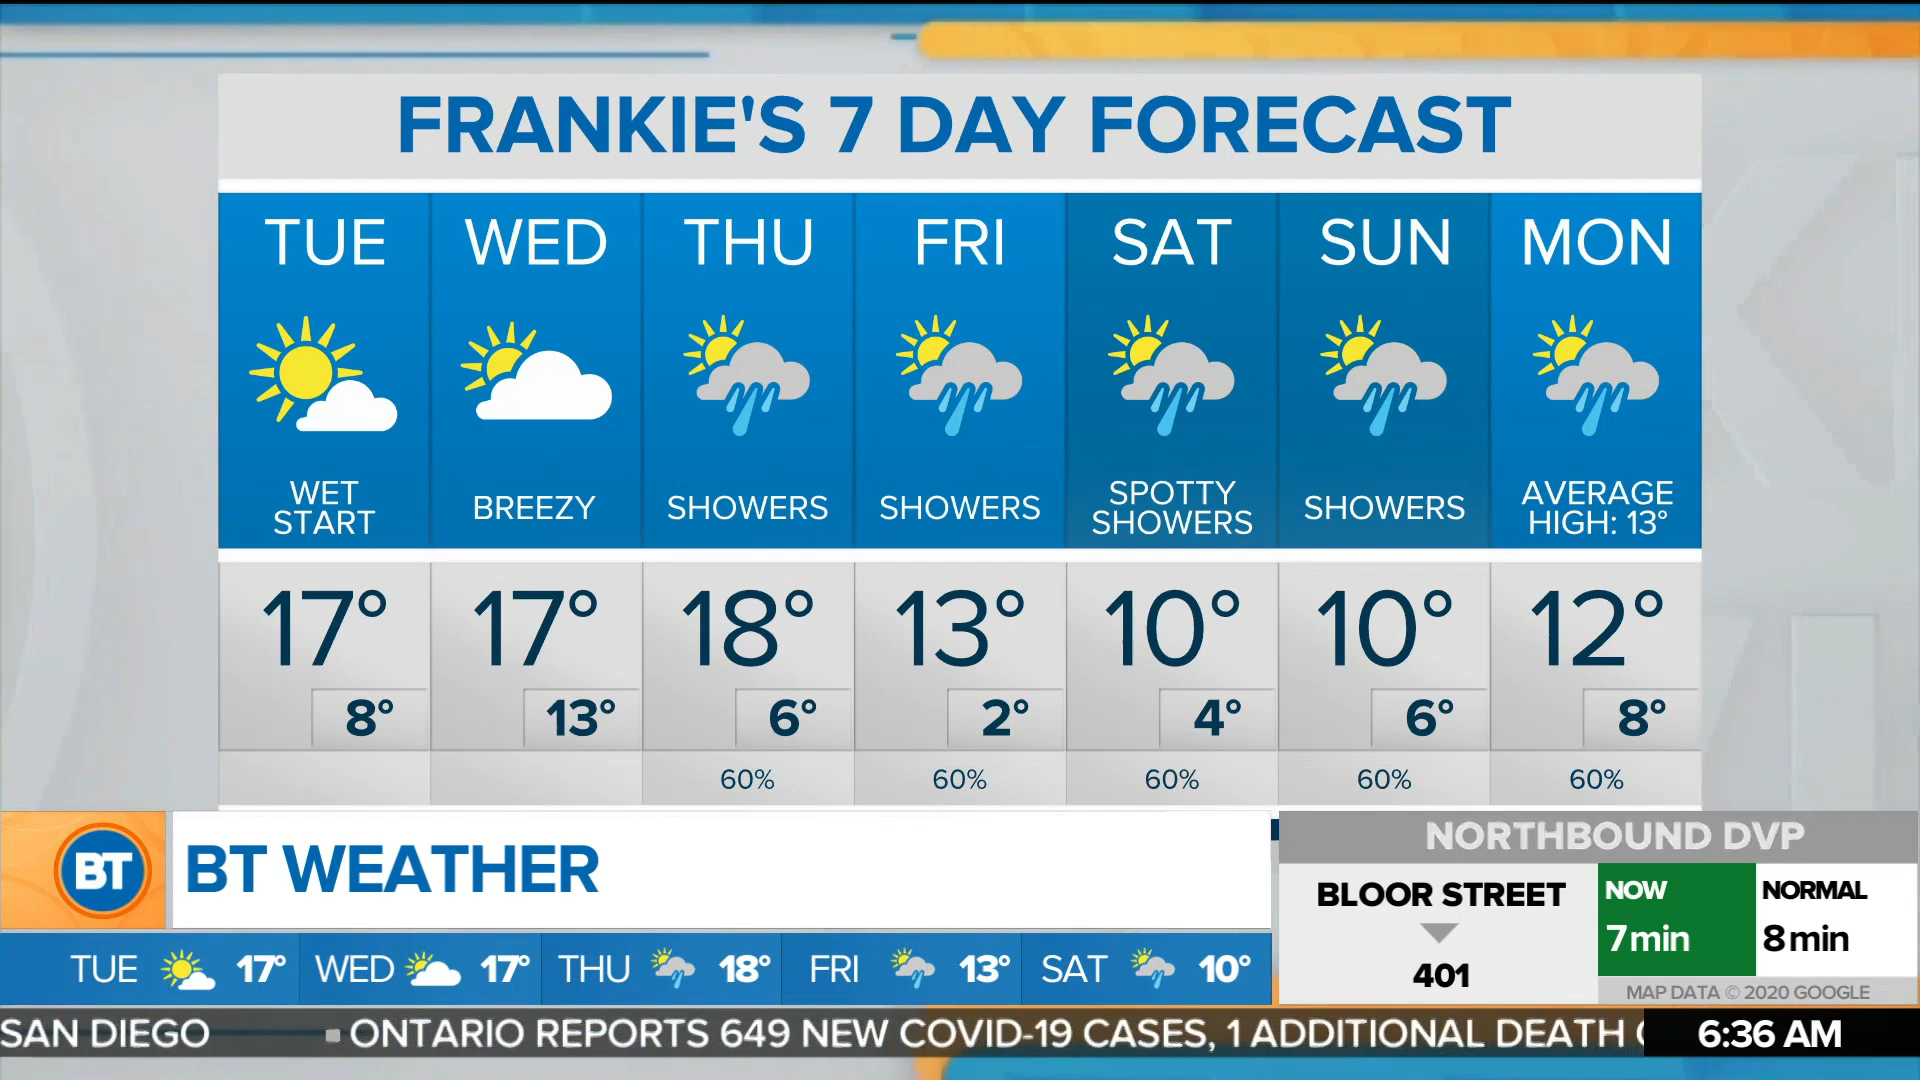 FRANKIE'S 7 DAY FORECAST
TUE WED THU FRI SAT SUN MON
WET START
BREEZY
SHOWERS
SHOWERS
SPOTTY SHOWERS
SHOWERS
AVERAGE HIGH: 13°
17° 17° 18° 13° 10° 10° 12°
8° 13° 6° 2° 4° 6° 8°
60% 60% 60% 60% 60%
BT
BT WEATHER
NORTHBOUND DVP
BLOOR STREET
401
NOW
7 min
NORMAL
8 min
MAP DATA © 2020 GOOGLE
TUE 17° WED 17° THU 18° FRI 13° SAT 10°
SAN DIEGO ▪ ONTARIO REPORTS 649 NEW COVID-19 CASES, 1 ADDITIONAL DEATH
6:36 AM